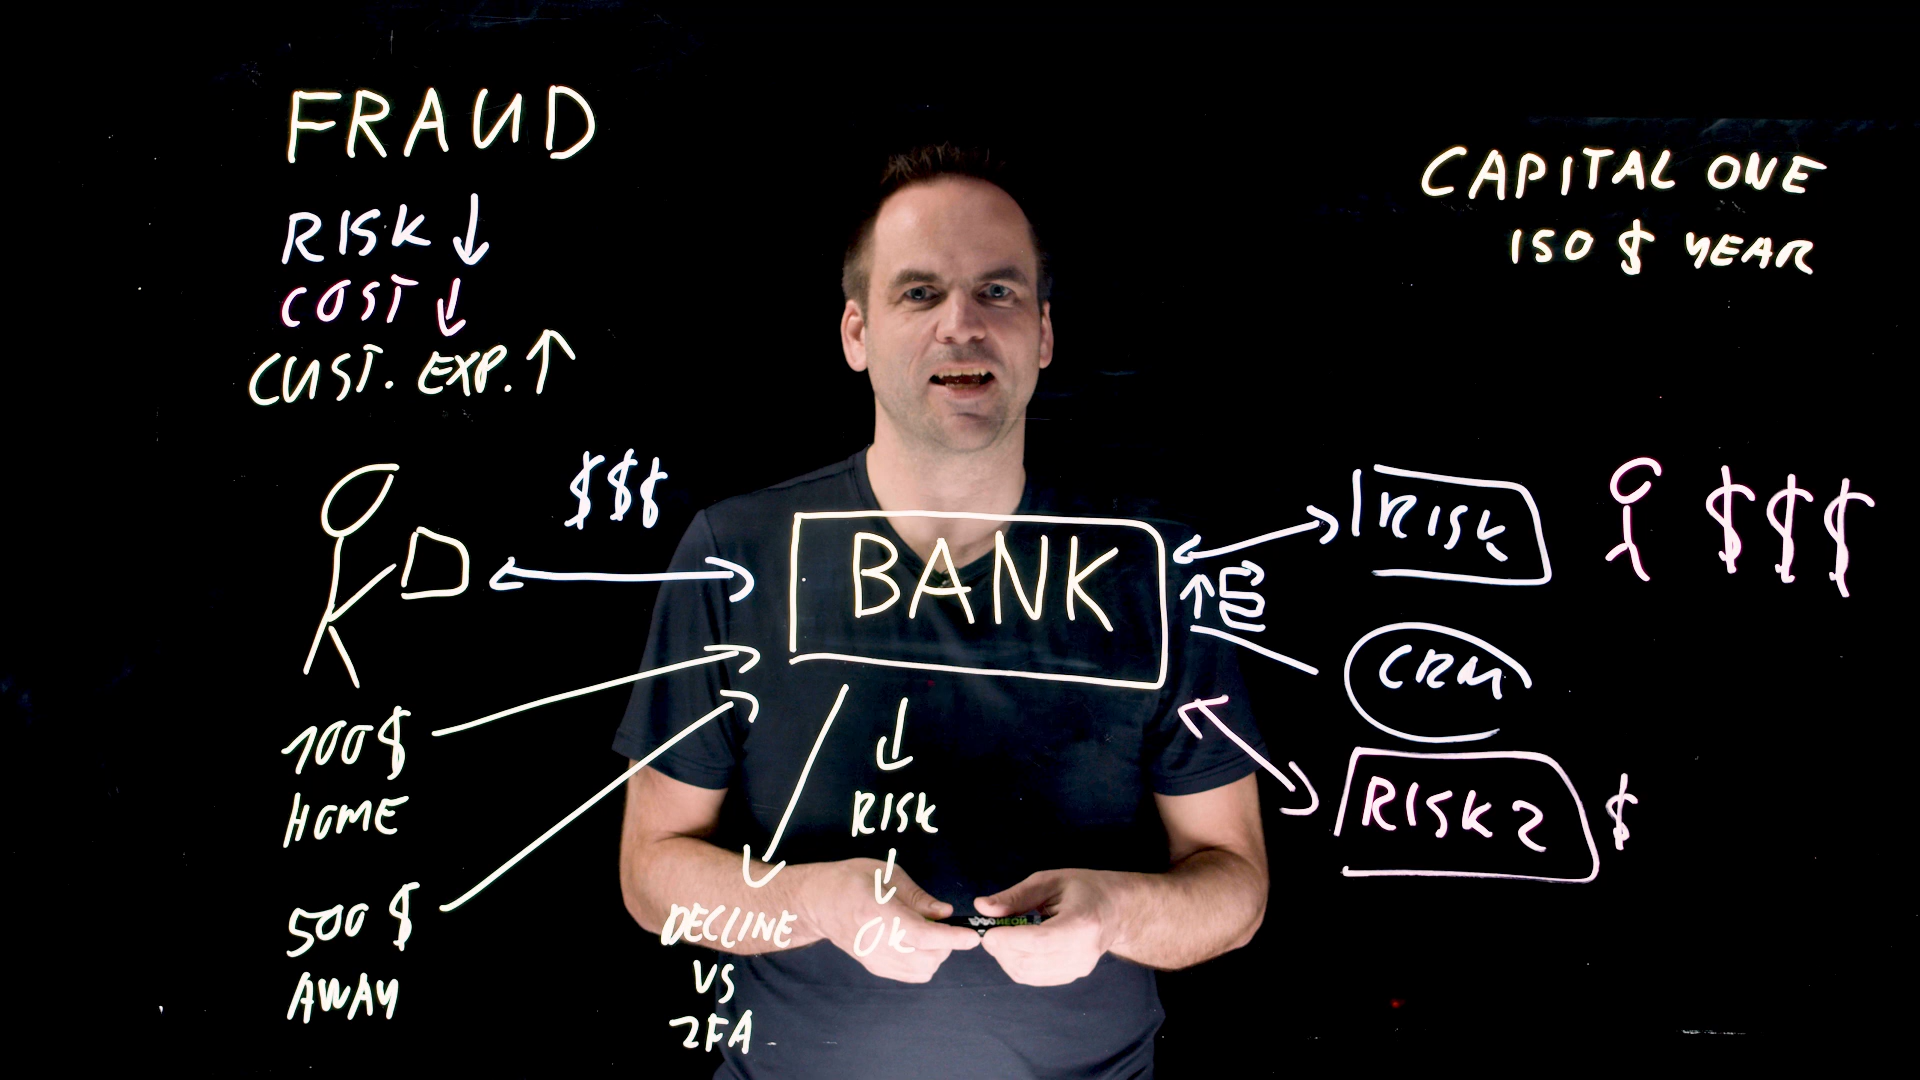 FRAUD
RISK ↓
COST ↓
CUST. EXP. ↑
CAPITAL ONE
150 $ YEAR
$$$
BANK
RISK
$$$
CRM
RISK 2
$
100$
HOME
500$
AWAY
RISK
OK
DECLINE
VS
2FA